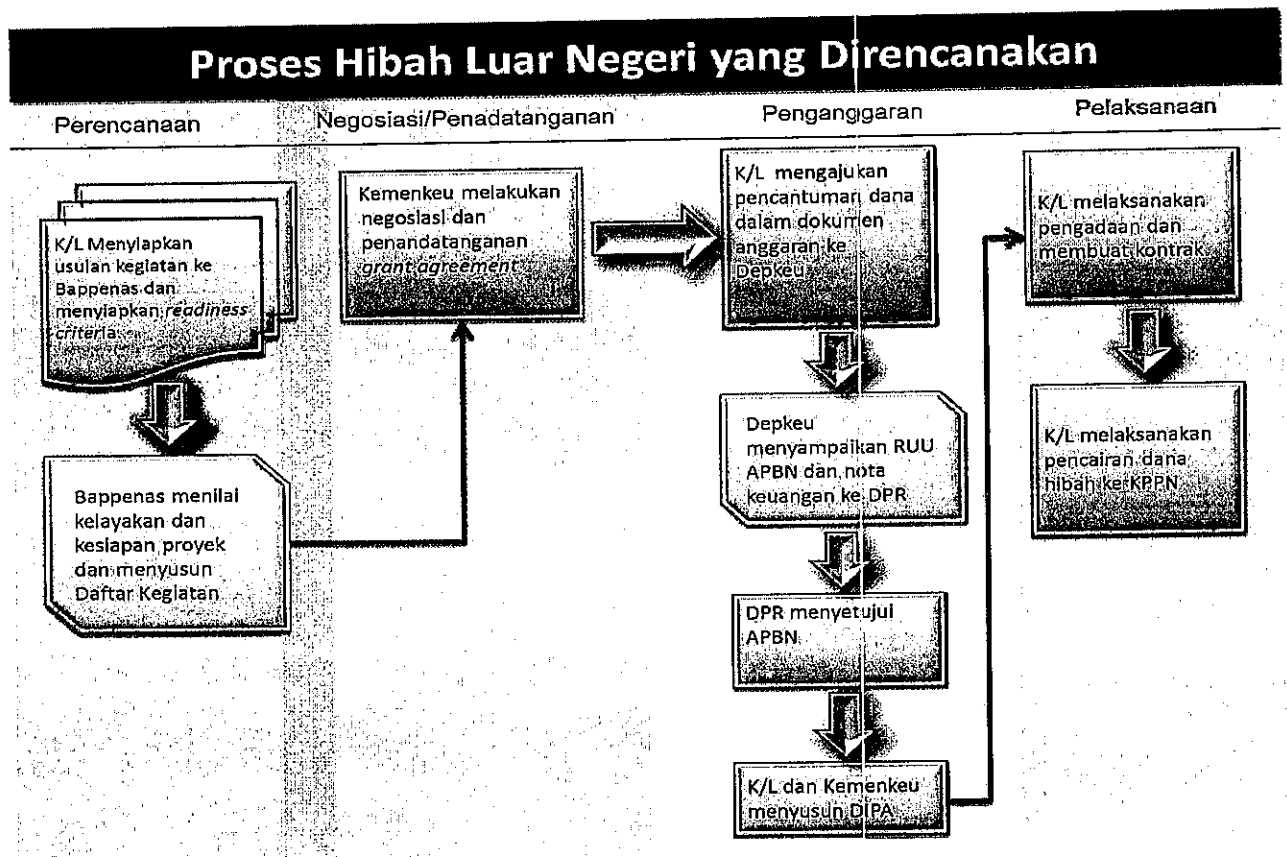 Proses Hibah Luar Negeri yang Direncanakan
Perencanaan
Negosiasi/Penadatanganan
Penganggaran
Pelaksanaan
K/L Menyiapkan
usulan kegiatan ke
Bappenas dan
menyiapkan readiness
criteria
Bappenas menilai
kelayakan dan
kesiapan proyek
dan menyusun
Daftar Kegiatan
Kemenkeu melakukan
negosiasi dan
penandatanganan
grant agreement
K/L mengajukan
pencantuman dana
dalam dokumen
anggaran ke
Depkeu
Depkeu
menyampaikan RUU
APBN dan nota
keuangan ke DPR
DPR menyetujui
APBN
K/L dan Kemenkeu
menyusun DIPA
K/L melaksanakan
pengadaan dan
membuat kontrak
K/L melaksanakan
pencairan dana
hibah ke KPPN